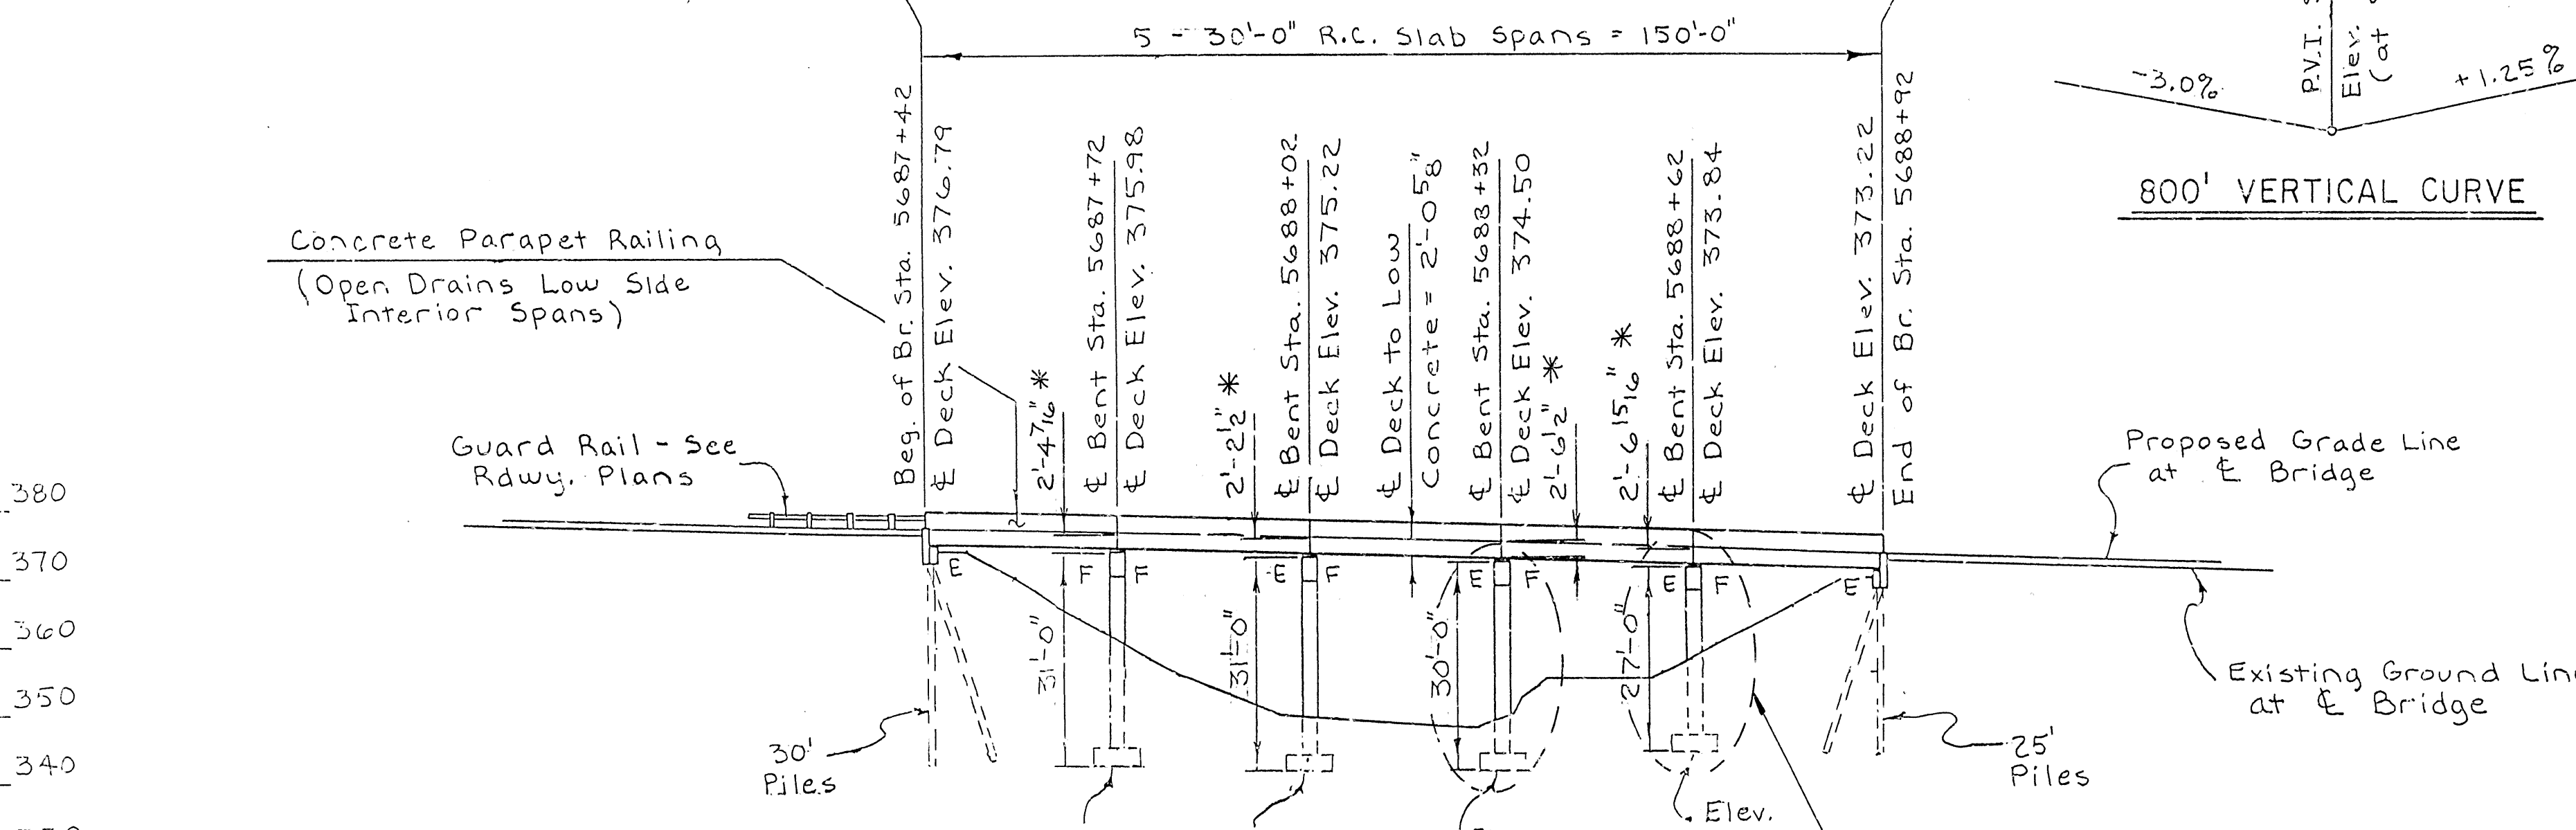 5 - 30'-0" R.C. Slab Spans = 150'-0"
-3.0%
P.V.I.
Elev.
(at
+1.25%
800' VERTICAL CURVE
Concrete Parapet Railing
(Open Drains Low Side
Interior Spans)
Guard Rail - See
Rdwy. Plans
Beg. of Br. Sta. 5687+42
℄ Deck Elev. 376.79
2'-4 7/16" *
℄ Bent Sta. 5687+72
℄ Deck Elev. 375.98
2'-2 1/2" *
℄ Bent Sta. 5688+02
℄ Deck Elev. 375.22
℄ Deck to Low
Concrete = 2'-0 5/8"
℄ Bent Sta. 5688+32
℄ Deck Elev. 374.50
2'-6 1/2" *
2'-6 15/16" *
℄ Bent Sta. 5688+62
℄ Deck Elev. 373.84
℄ Deck Elev. 373.22
End of Br. Sta. 5688+92
Proposed Grade Line
at ℄ Bridge
380
370
360
350
340
E F F E F E F E F E
31'-0"
31'-0"
30'-0"
27'-0"
30'
Piles
25'
Piles
Existing Ground Line
at ℄ Bridge
Elev.